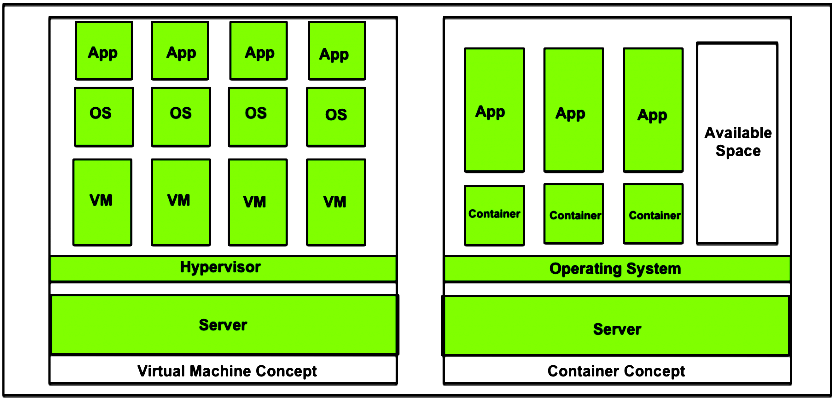 App App App App
OS OS OS OS
VM VM VM VM
Hypervisor
Server
Virtual Machine Concept
App App App
Available
Space
Container Container Container
Operating System
Server
Container Concept